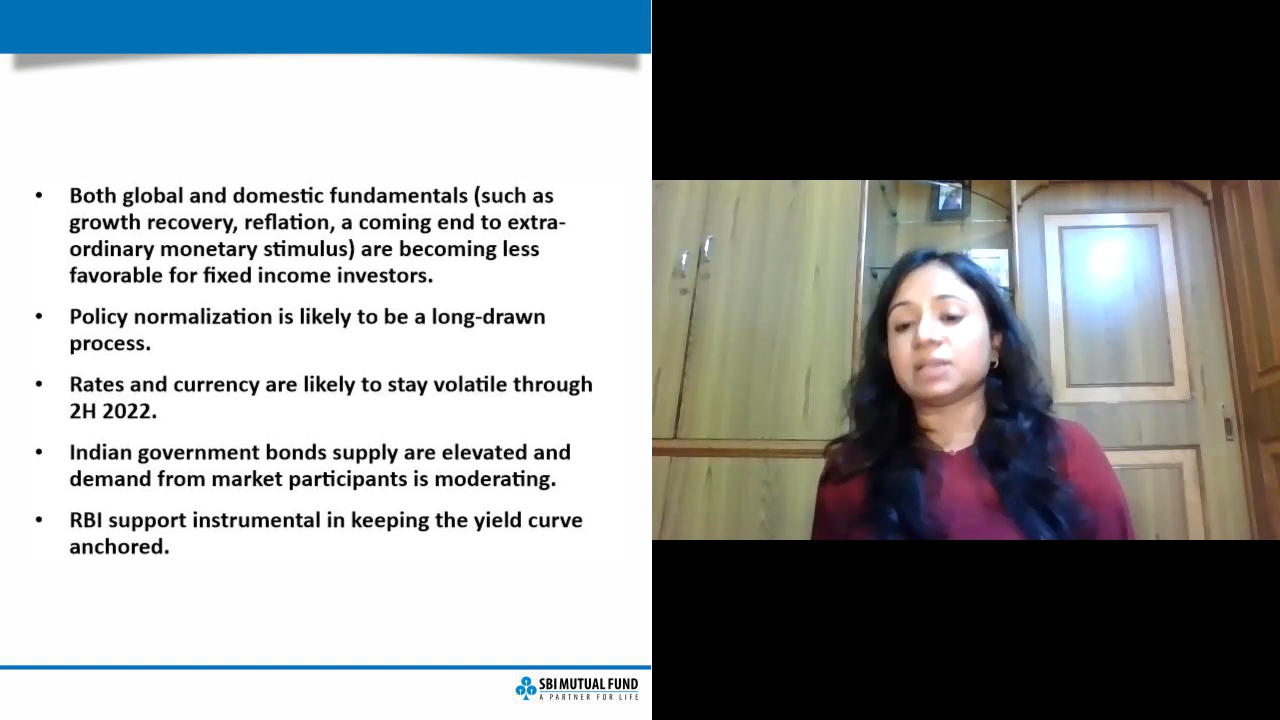 • Both global and domestic fundamentals (such as
growth recovery, reflation, a coming end to extra-
ordinary monetary stimulus) are becoming less
favorable for fixed income investors.
• Policy normalization is likely to be a long-drawn
process.
• Rates and currency are likely to stay volatile through
2H 2022.
• Indian government bonds supply are elevated and
demand from market participants is moderating.
• RBI support instrumental in keeping the yield curve
anchored.
SBI MUTUAL FUND
A PARTNER FOR LIFE